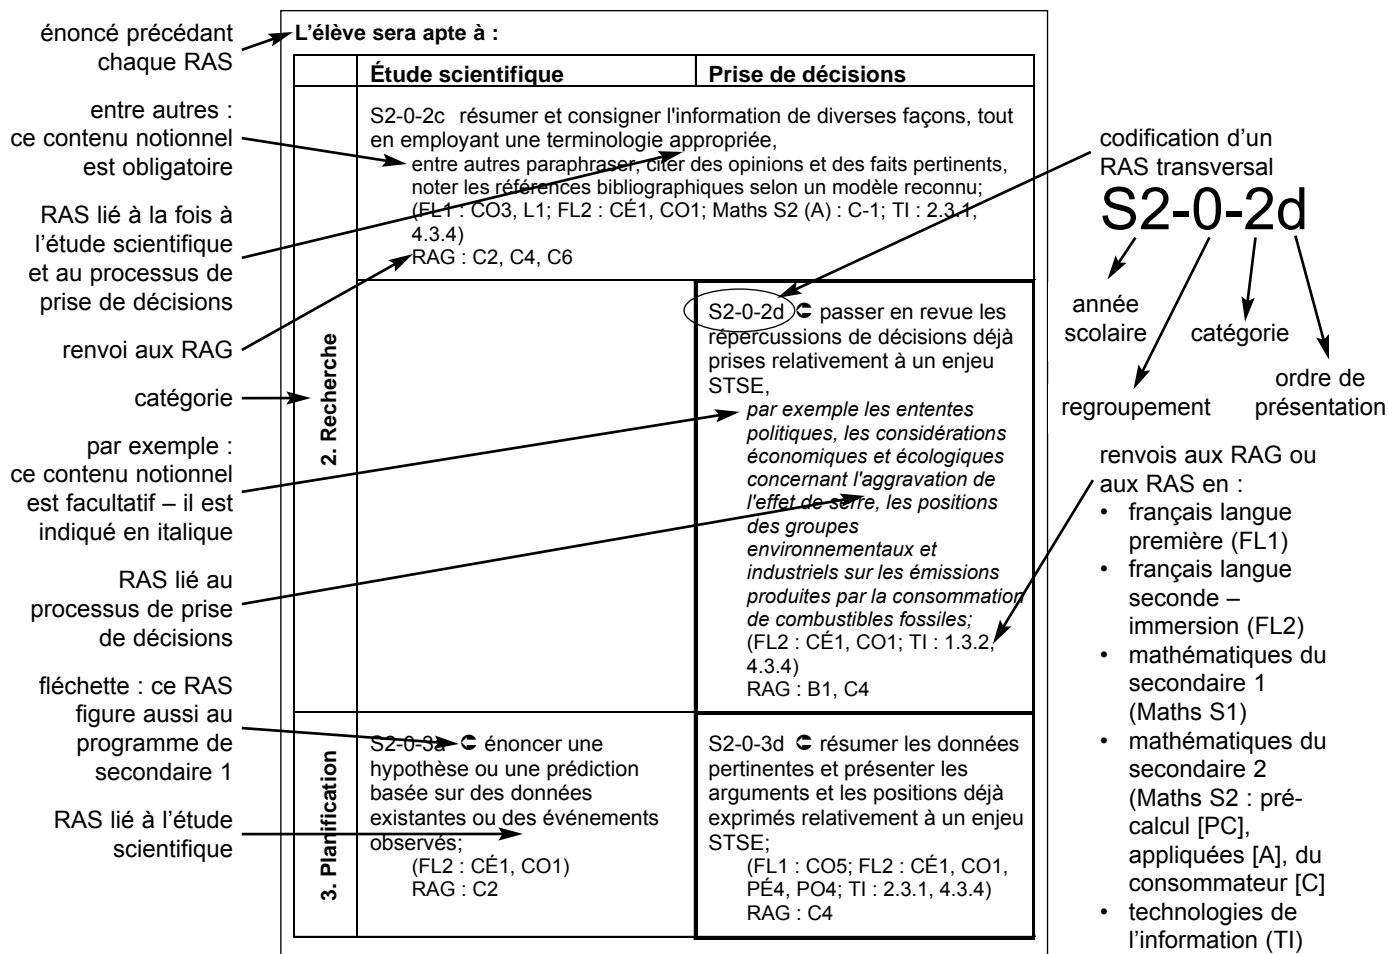 énoncé précédant
chaque RAS
entre autres :
ce contenu notionnel
est obligatoire
RAS lié à la fois à
l'étude scientifique
et au processus de
prise de décisions
renvoi aux RAG
catégorie
par exemple :
ce contenu notionnel
est facultatif – il est
indiqué en italique
RAS lié au
processus de prise
de décisions
fléchette : ce RAS
figure aussi au
programme de
secondaire 1
RAS lié à l'étude
scientifique
L'élève sera apte à :
Étude scientifique
Prise de décisions
2. Recherche
S2-0-2c résumer et consigner l'information de diverses façons, tout
en employant une terminologie appropriée,
entre autres paraphraser, citer des opinions et des faits pertinents,
noter les références bibliographiques selon un modèle reconnu;
(FL1 : CO3, L1; FL2 : CÉ1, CO1; Maths S2 (A) : C-1; TI : 2.3.1,
4.3.4)
RAG : C2, C4, C6
S2-0-2d passer en revue les
répercussions de décisions déjà
prises relativement à un enjeu
STSE,
par exemple les ententes
politiques, les considérations
économiques et écologiques
concernant l'aggravation de
l'effet de serre, les positions
des groupes
environnementaux et
industriels sur les émissions
produites par la consommation
de combustibles fossiles;
(FL2 : CÉ1, CO1; TI : 1.3.2,
4.3.4)
RAG : B1, C4
3. Planification
S2-0-3a énoncer une
hypothèse ou une prédiction
basée sur des données
existantes ou des événements
observés;
(FL2 : CÉ1, CO1)
RAG : C2
S2-0-3d résumer les données
pertinentes et présenter les
arguments et les positions déjà
exprimés relativement à un enjeu
STSE;
(FL1 : CO5; FL2 : CÉ1, CO1,
PÉ4, PO4; TI : 2.3.1, 4.3.4)
RAG : C4
codification d'un
RAS transversal
S2-0-2d
année
scolaire
catégorie
regroupement
ordre de
présentation
renvois aux RAG ou
aux RAS en :
• français langue
première (FL1)
• français langue
seconde –
immersion (FL2)
• mathématiques du
secondaire 1
(Maths S1)
• mathématiques du
secondaire 2
(Maths S2 : pré-
calcul [PC],
appliquées [A], du
consommateur [C]
• technologies de
l'information (TI)